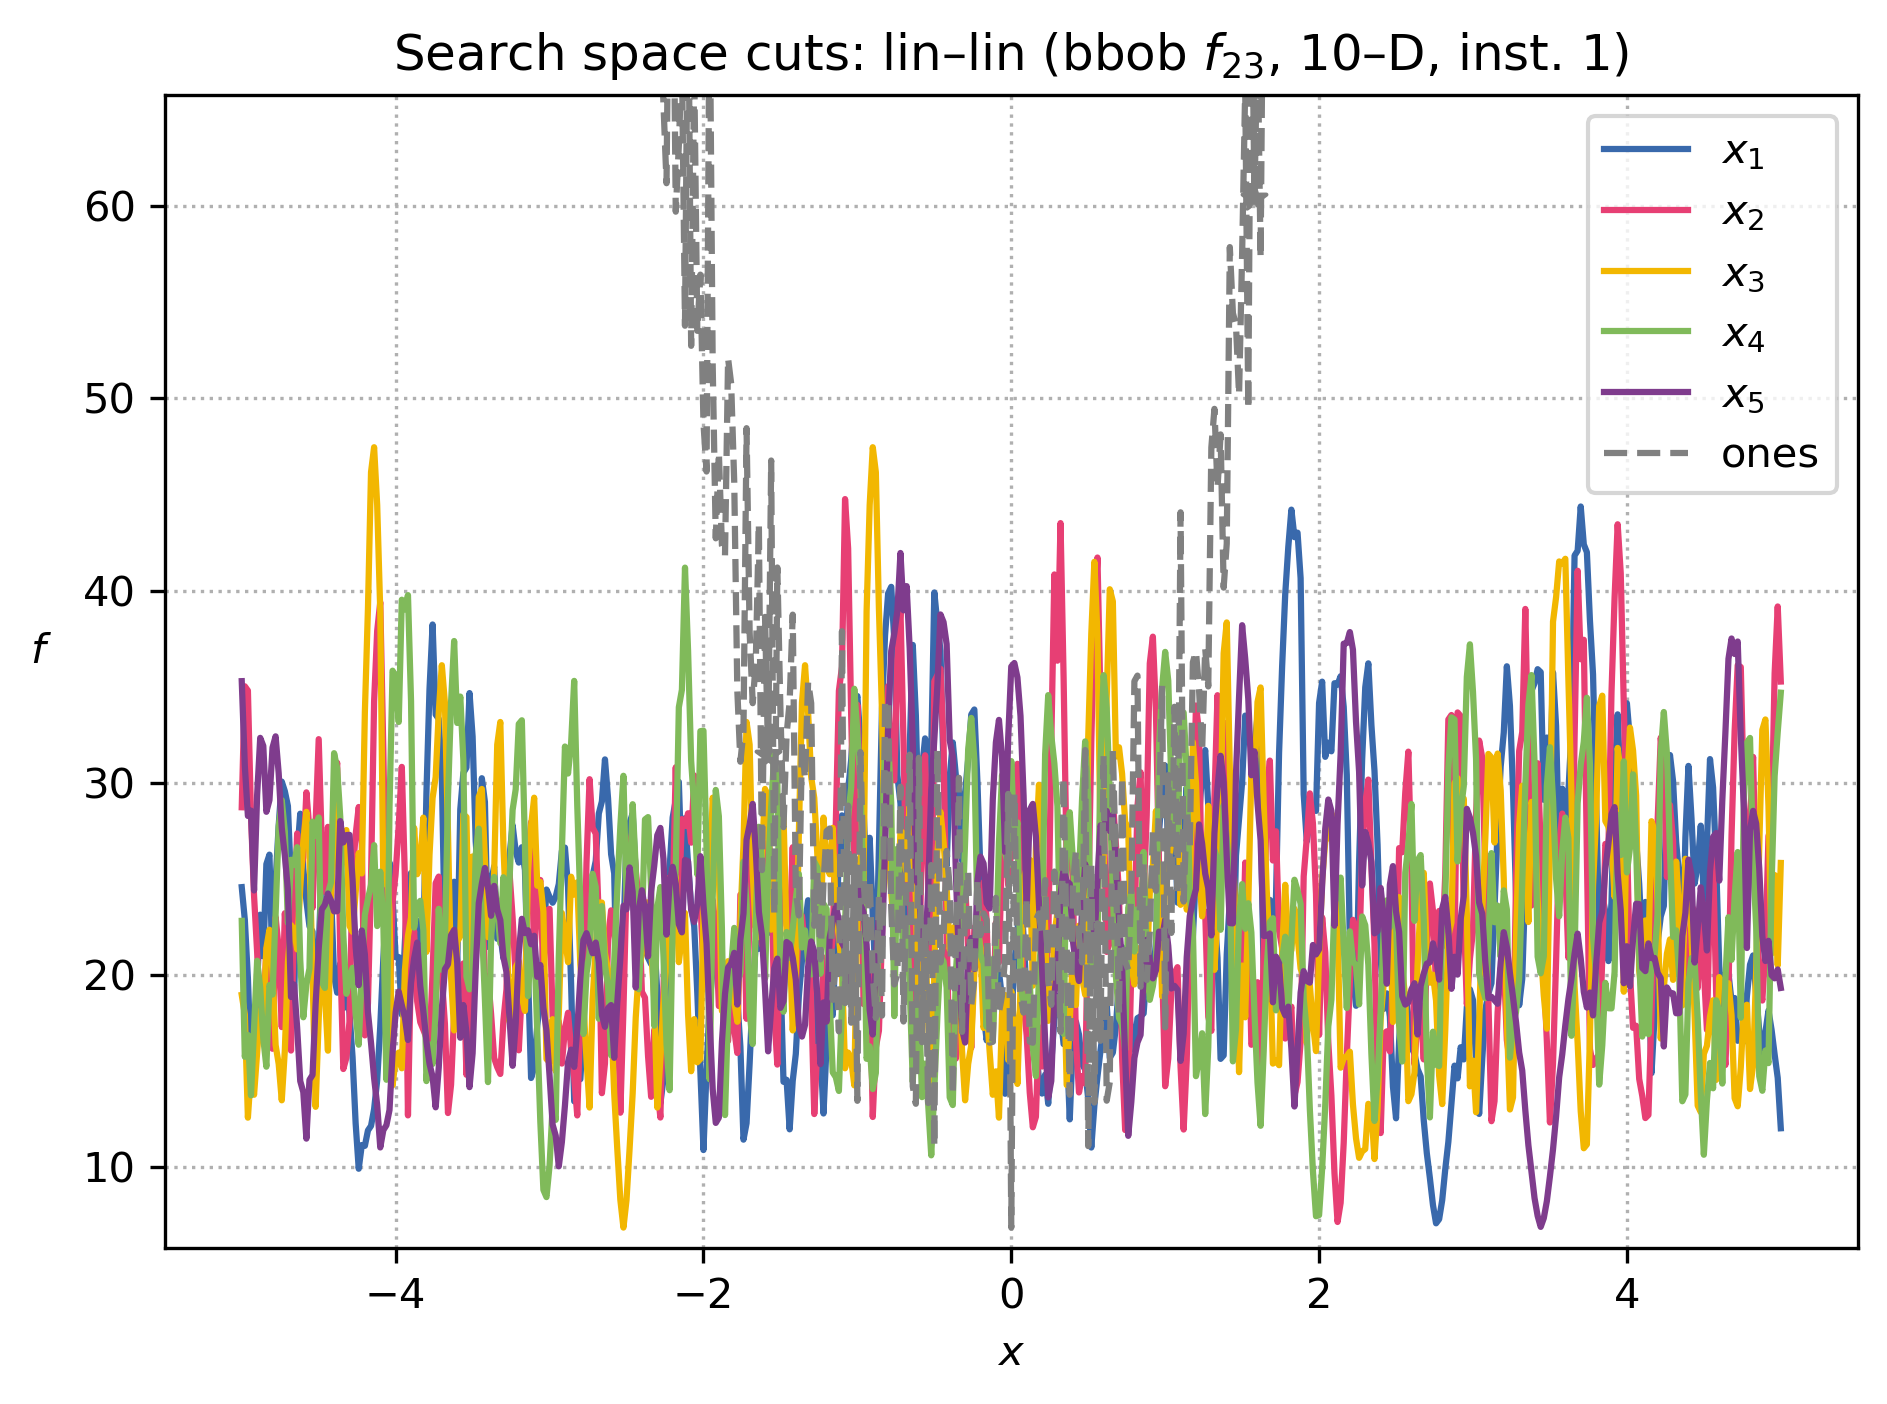 Search space cuts: lin–lin (bbob f23, 10–D, inst. 1)
60
50
40
30
20
10
f
−4
−2
0
2
4
x
x1
x2
x3
x4
x5
ones